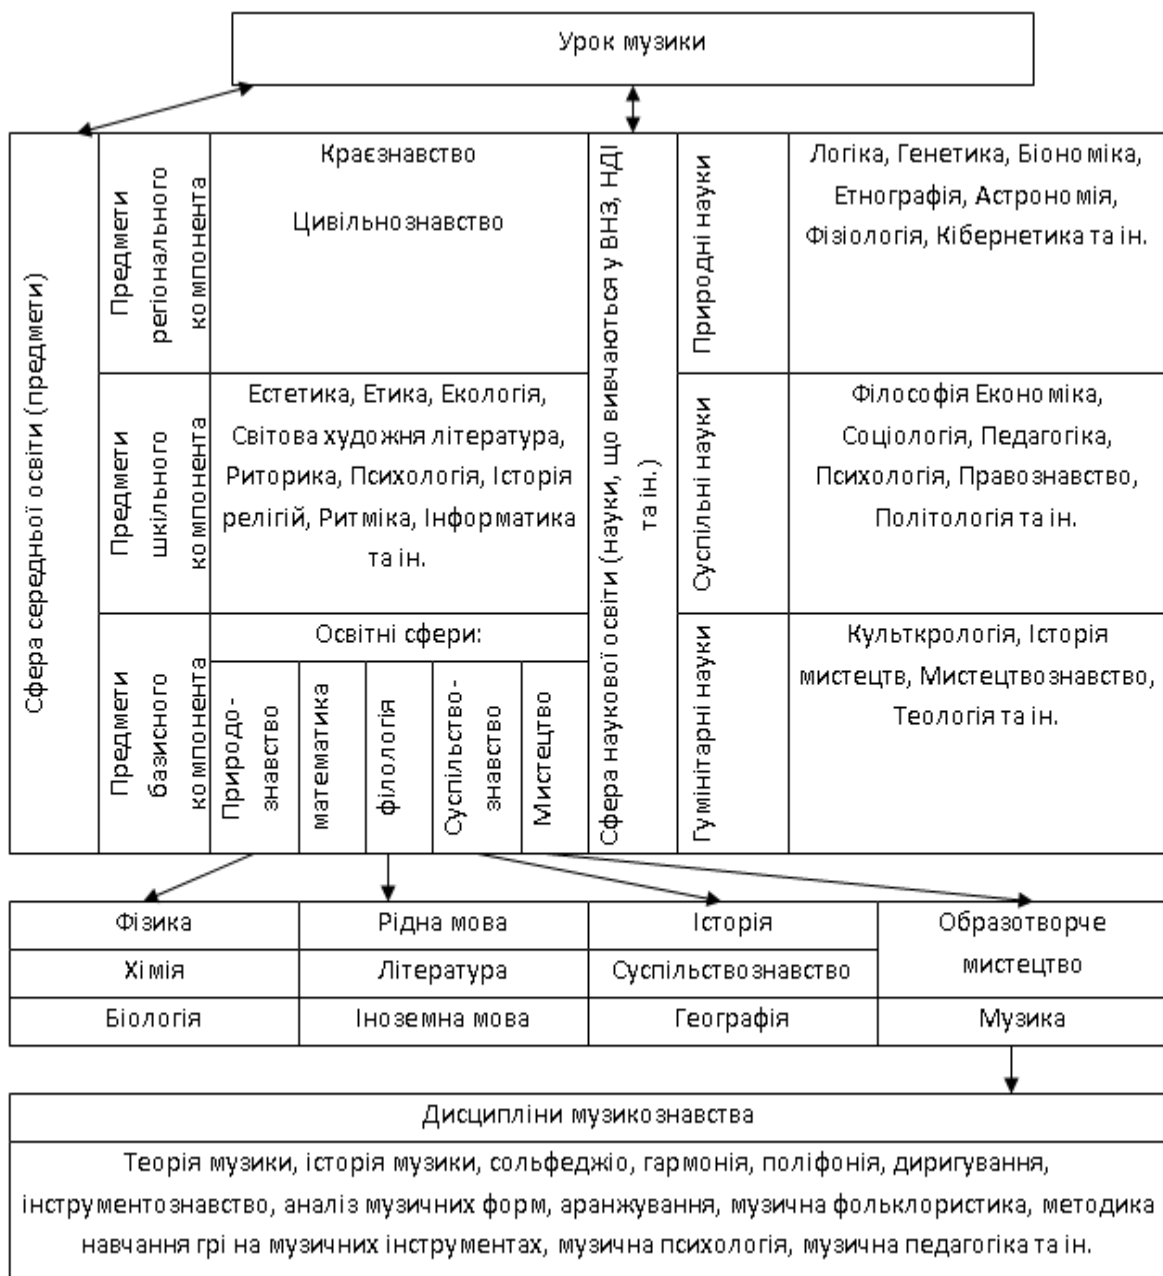 Урок музики
Сфера середньої освіти (предмети)
Предмети
регіонального
компонента
Краєзнавство
Цивільнознавство
Предмети
шкільного
компонента
Естетика, Етика, Екологія,
Світова художня література,
Риторика, Психологія, Історія
релігій, Ритміка, Інформатика
та ін.
Предмети
базисного
компонента
Освітні сфери:
Природо-
знавство
математика
філологія
Суспільство-
знавство
Мистецтво
Сфера наукової освіти (науки, що вивчаються у ВНЗ, НДІ
та ін.)
Природні науки
Логіка, Генетика, Біономіка,
Етнографія, Астрономія,
Фізіологія, Кібернетика та ін.
Суспільні науки
Філософія Економіка,
Соціологія, Педагогіка,
Психологія, Правознавство,
Політологія та ін.
Гумінітарні науки
Культкрологія, Історія
мистецтв, Мистецтвознавство,
Теологія та ін.
Фізика
Рідна мова
Історія
Образотворче
мистецтво
Хімія
Література
Суспільствознавство
Біологія
Іноземна мова
Географія
Музика
Дисципліни музикознавства
Теорія музики, історія музики, сольфеджіо, гармонія, поліфонія, диригування,
інструментознавство, аналіз музичних форм, аранжування, музична фольклористика, методика
навчання грі на музичних інструментах, музична психологія, музична педагогіка та ін.